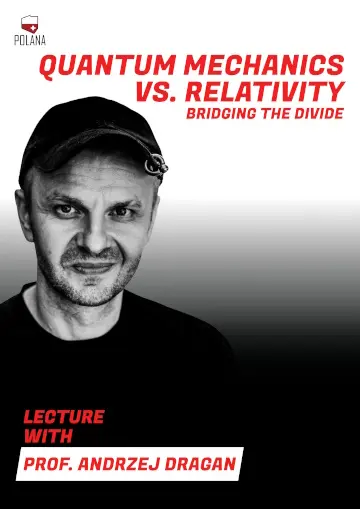 POLANA
QUANTUM MECHANICS
VS. RELATIVITY
BRIDGING THE DIVIDE
LECTURE
WITH
PROF. ANDRZEJ DRAGAN